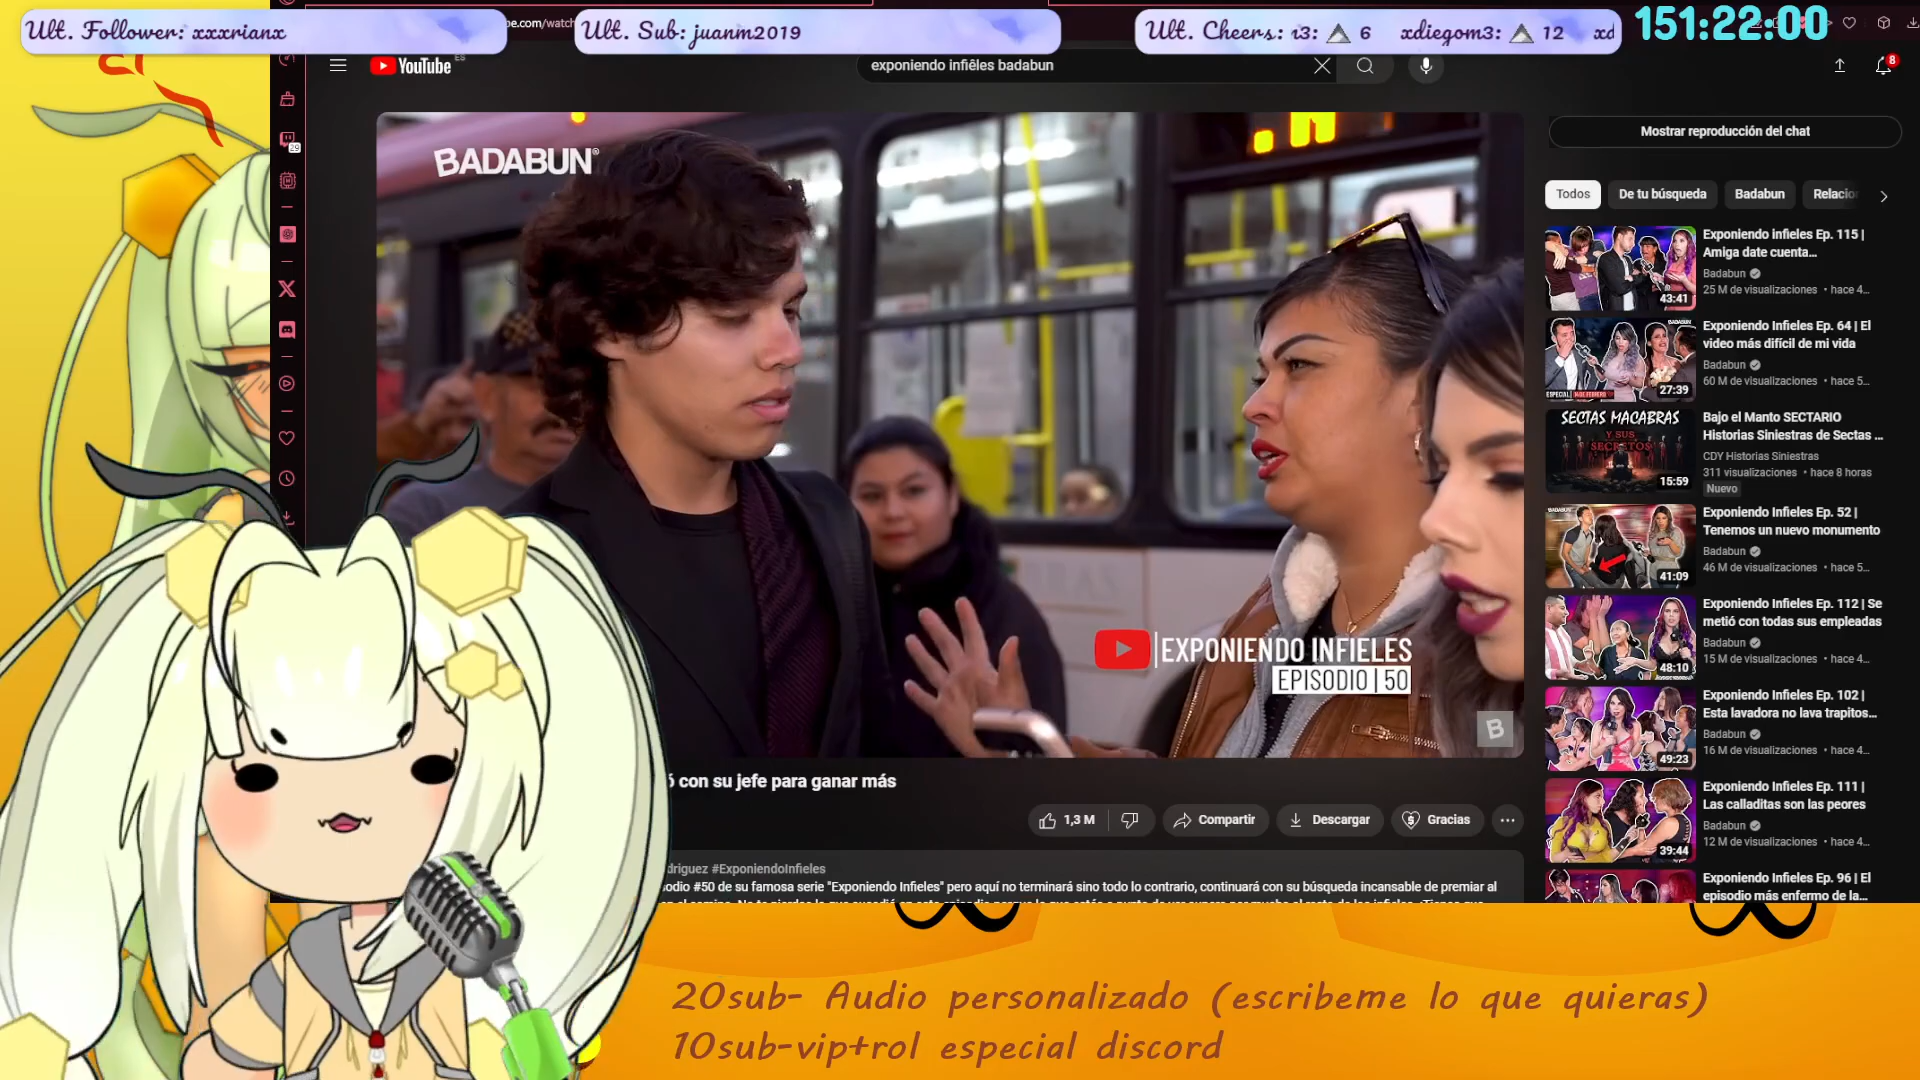 Ult. Follower: xxxrianx
Ult. Sub: juanm2019
Ult. Cheers: 6 xdiegom3: 12
151:22:00
YouTube
ES
exponiendo infiëles badabun
8
29
Mostrar reproducción del chat
Todos
De tu búsqueda
Badabun
BADABUN®
EXPONIENDO INFIELES
EPISODIO | 50
B
con su jefe para ganar más
1,3 M
Compartir
Descargar
Gracias
#ExponiendoInfieles
#50 de su famosa serie "Exponiendo Infieles" pero aquí no terminará sino todo lo contrario, continuará con su búsqueda incansable de premiar al
Exponiendo infieles Ep. 115 |
Amiga date cuenta...
Badabun
25 M de visualizaciones • hace 4...
43:41
Exponiendo Infieles Ep. 64 | El
video más difícil de mi vida
Badabun
60 M de visualizaciones • hace 5...
27:39
SECTAS MACABRAS
Y SUS
SECRETOS
15:59
Bajo el Manto SECTARIO
Historias Siniestras de Sectas ...
CDY Historias Siniestras
311 visualizaciones • hace 8 horas
Nuevo
Exponiendo Infieles Ep. 52 |
Tenemos un nuevo monumento
Badabun
46 M de visualizaciones • hace 5...
41:09
Exponiendo Infieles Ep. 112 | Se
metió con todas sus empleadas
Badabun
15 M de visualizaciones • hace 4...
48:10
Exponiendo Infieles Ep. 102 |
Esta lavadora no lava trapitos...
Badabun
16 M de visualizaciones • hace 4...
49:23
Exponiendo Infieles Ep. 111 |
Las calladitas son las peores
Badabun
12 M de visualizaciones • hace 4...
39:44
Exponiendo Infieles Ep. 96 | El
episodio más enfermo de la...
20sub- Audio personalizado (escribeme lo que quieras)
10sub-vip+rol especial discord